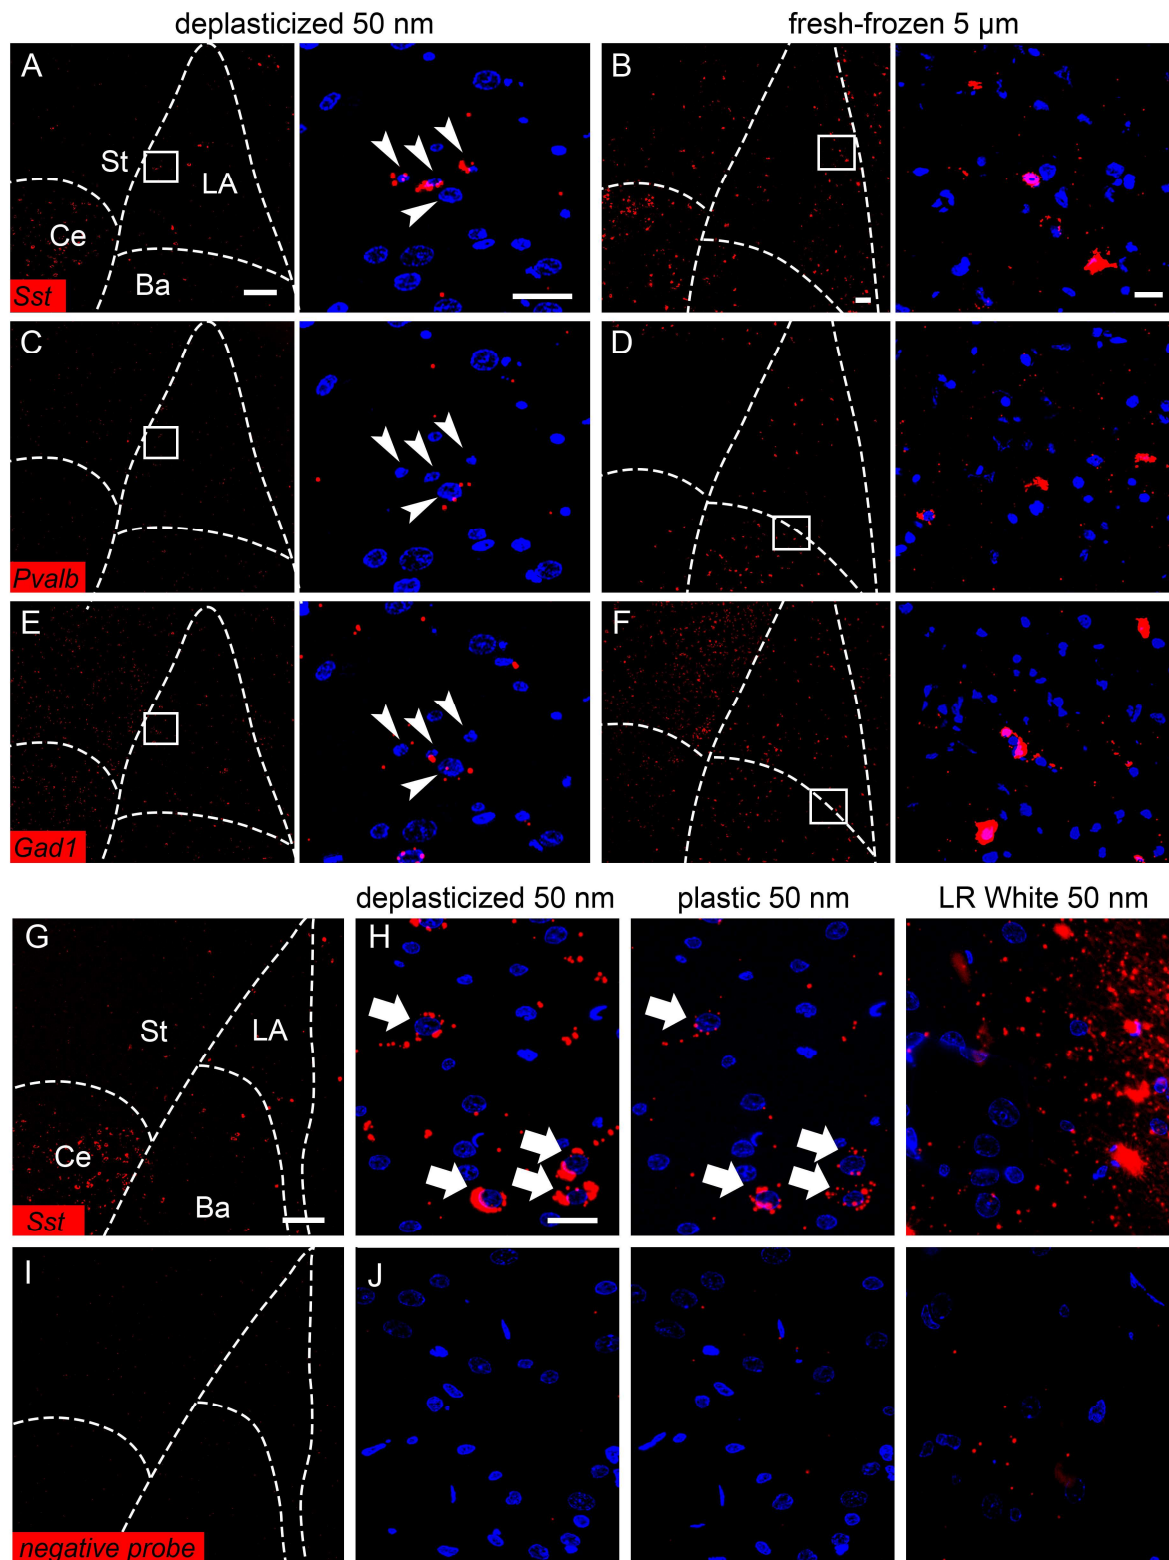 deplasticized 50 nm
fresh-frozen 5 µm
A
St
LA
Ce
Ba
Sst
B
C
Pvalb
D
E
Gad1
F
deplasticized 50 nm
plastic 50 nm
LR White 50 nm
G
St
LA
Ce
Ba
Sst
H
I
negative probe
J